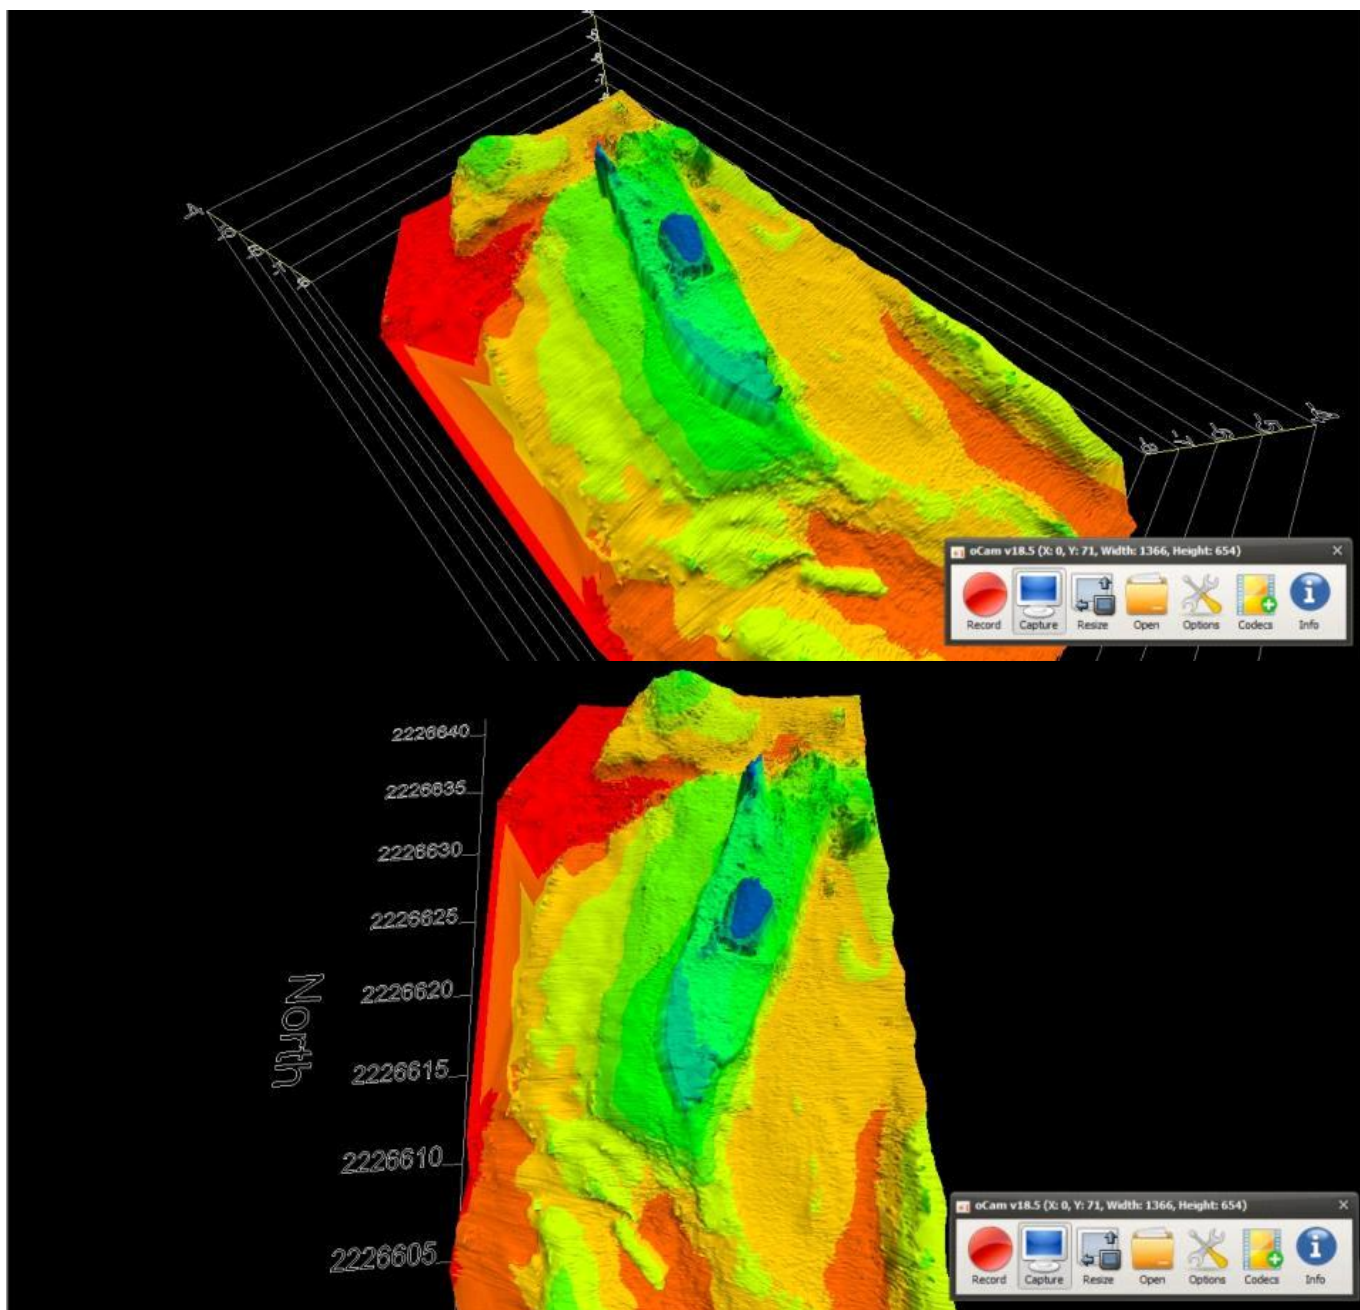 oCam v18.5 (X: 0, Y: 71, Width: 1366, Height: 654)
Record Capture Resize Open Options Codecs Info
2226640
2226635
2226630
2226625
2226620
2226615
2226610
2226605
North
oCam v18.5 (X: 0, Y: 71, Width: 1366, Height: 654)
Record Capture Resize Open Options Codecs Info